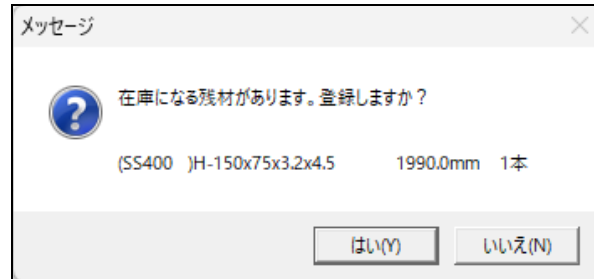 メッセージ
在庫になる残材があります。登録しますか？
(SS400   )H-150x75x3.2x4.5   1990.0mm   1本
はい(Y)   いいえ(N)